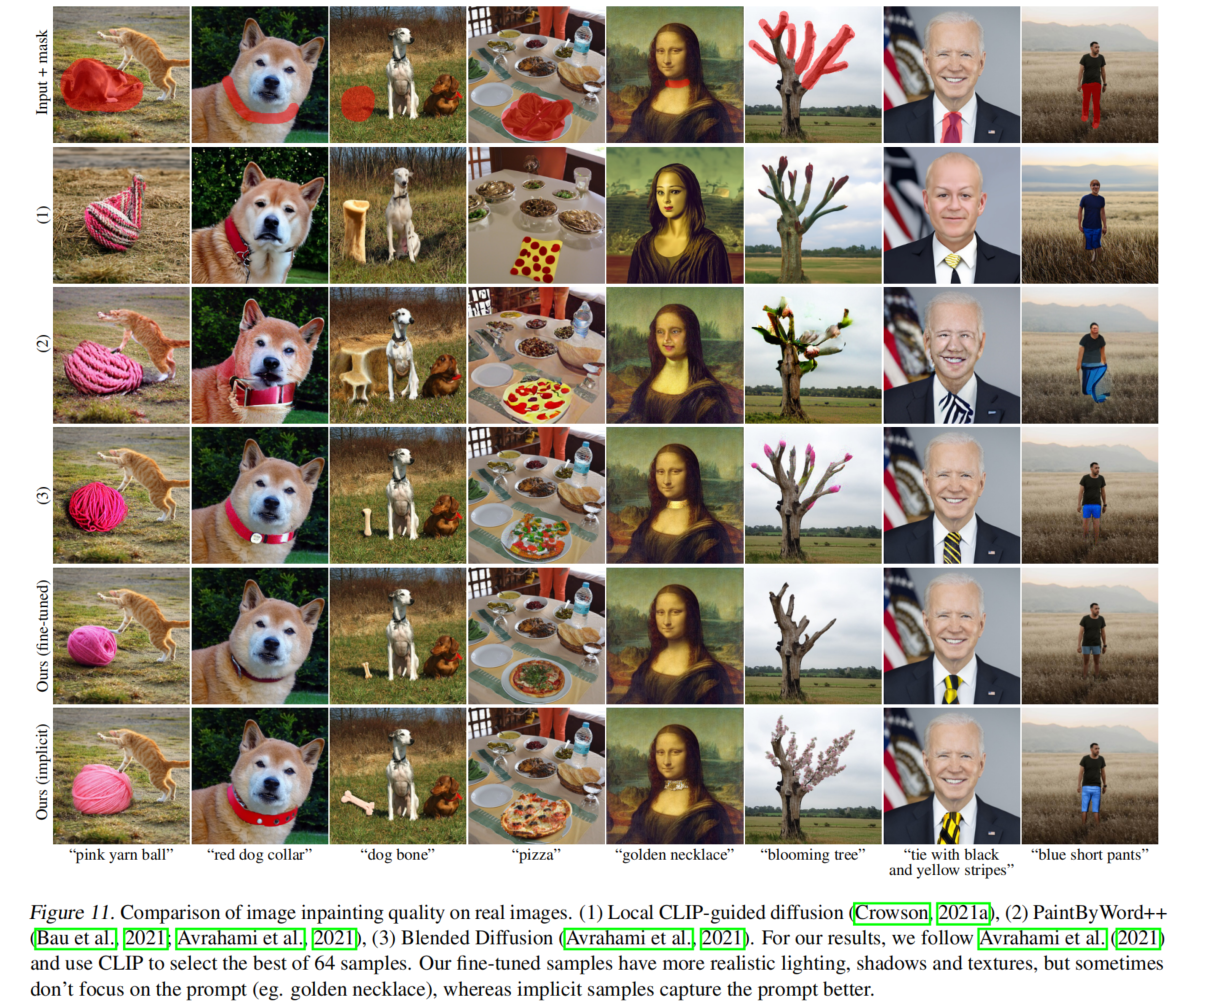 Input + mask
(1)
(2)
(3)
Ours (fine-tuned)
Ours (implicit)
“pink yarn ball”
“red dog collar”
“dog bone”
“pizza”
“golden necklace”
“blooming tree”
“tie with black
and yellow stripes”
“blue short pants”
Figure 11. Comparison of image inpainting quality on real images. (1) Local CLIP-guided diffusion (Crowson, 2021a), (2) PaintByWord++
(Bau et al., 2021; Avrahami et al., 2021), (3) Blended Diffusion (Avrahami et al., 2021). For our results, we follow Avrahami et al. (2021)
and use CLIP to select the best of 64 samples. Our fine-tuned samples have more realistic lighting, shadows and textures, but sometimes
don’t focus on the prompt (eg. golden necklace), whereas implicit samples capture the prompt better.